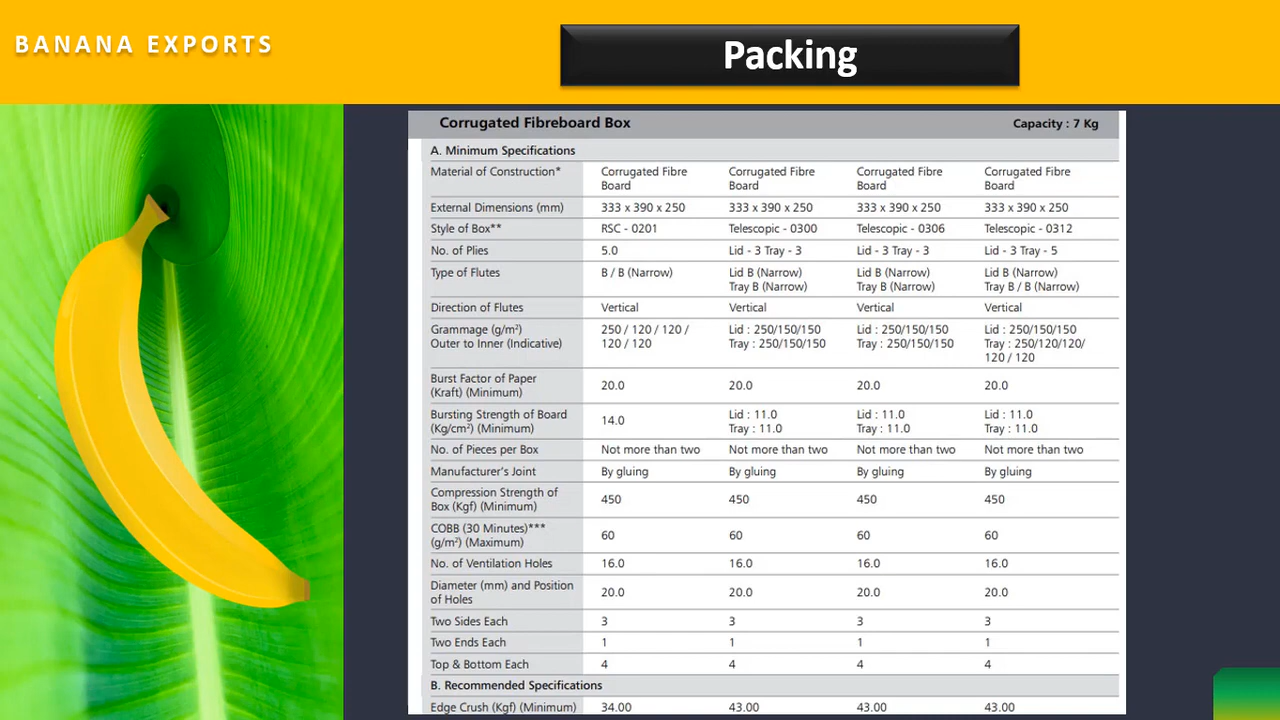 BANANA EXPORTS
Packing
Corrugated Fibreboard Box Capacity : 7 Kg
A. Minimum Specifications
Material of Construction* Corrugated Fibre Board Corrugated Fibre Board Corrugated Fibre Board Corrugated Fibre Board
External Dimensions (mm) 333 x 390 x 250 333 x 390 x 250 333 x 390 x 250 333 x 390 x 250
Style of Box** RSC - 0201 Telescopic - 0300 Telescopic - 0306 Telescopic - 0312
No. of Plies 5.0 Lid - 3 Tray - 3 Lid - 3 Tray - 3 Lid - 3 Tray - 5
Type of Flutes B / B (Narrow) Lid B (Narrow) Tray B (Narrow) Lid B (Narrow) Tray B (Narrow) Lid B (Narrow) Tray B / B (Narrow)
Direction of Flutes Vertical Vertical Vertical Vertical
Grammage (g/m²) Outer to Inner (Indicative) 250 / 120 / 120 / 120 / 120 Lid : 250/150/150 Tray : 250/150/150 Lid : 250/150/150 Tray : 250/150/150 Lid : 250/150/150 Tray : 250/120/120/ 120 / 120
Burst Factor of Paper (Kraft) (Minimum) 20.0 20.0 20.0 20.0
Bursting Strength of Board (Kg/cm²) (Minimum) 14.0 Lid : 11.0 Tray : 11.0 Lid : 11.0 Tray : 11.0 Lid : 11.0 Tray : 11.0
No. of Pieces per Box Not more than two Not more than two Not more than two Not more than two
Manufacturer's Joint By gluing By gluing By gluing By gluing
Compression Strength of Box (Kgf) (Minimum) 450 450 450 450
COBB (30 Minutes)*** (g/m²) (Maximum) 60 60 60 60
No. of Ventilation Holes 16.0 16.0 16.0 16.0
Diameter (mm) and Position of Holes 20.0 20.0 20.0 20.0
Two Sides Each 3 3 3 3
Two Ends Each 1 1 1 1
Top & Bottom Each 4 4 4 4
B. Recommended Specifications
Edge Crush (Kgf) (Minimum) 34.00 43.00 43.00 43.00